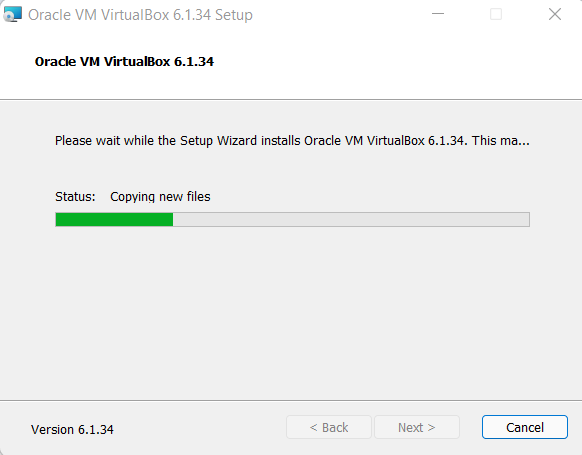 Oracle VM VirtualBox 6.1.34 Setup
Oracle VM VirtualBox 6.1.34
Please wait while the Setup Wizard installs Oracle VM VirtualBox 6.1.34. This ma...
Status: Copying new files
Version 6.1.34 < Back Next > Cancel